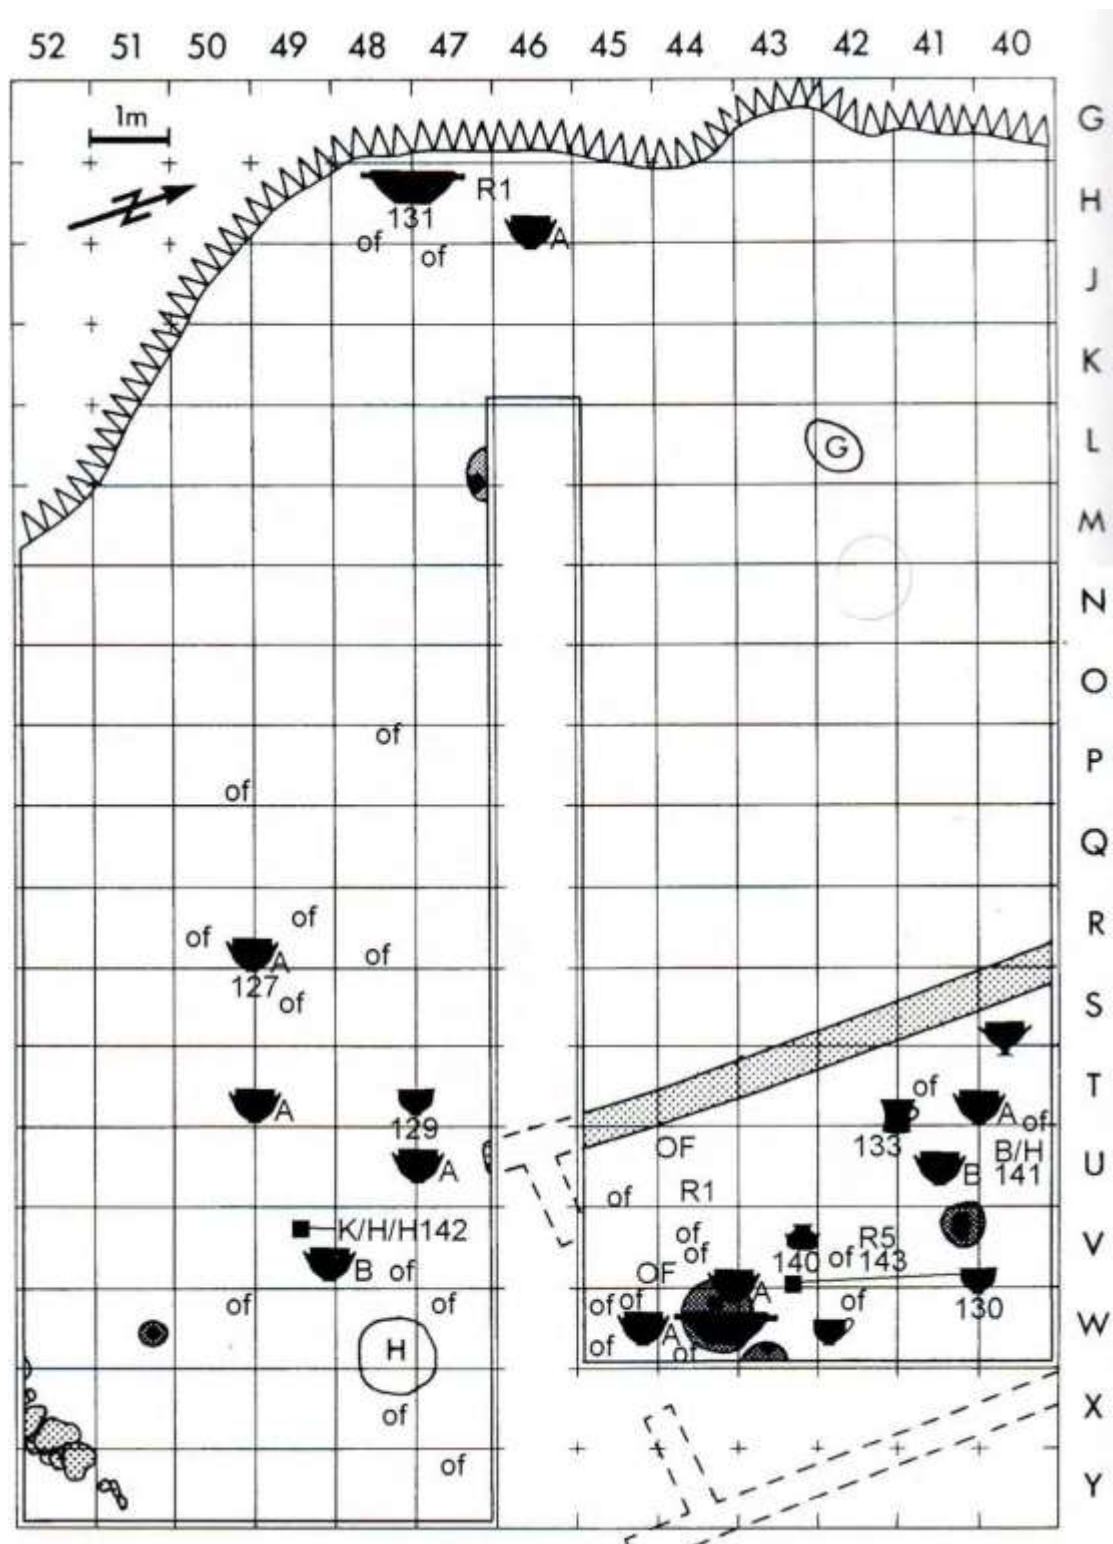 52 51 50 49 48 47 46 45 44 43 42 41 40
G
1m
R1
H
131
A
of
of
J
K
L
G
M
N
O
of
P
of
Q
of
R
of
A
of
127
of
S
T
of
A
129
A
of
133
OF
B/H
U
A
B
141
of
R1
K/H/H142
of
V
R5
B
of
of
OF
140
of
143
A
of
of
of
of
of
130
W
A
H
of
of
X
of
of
Y